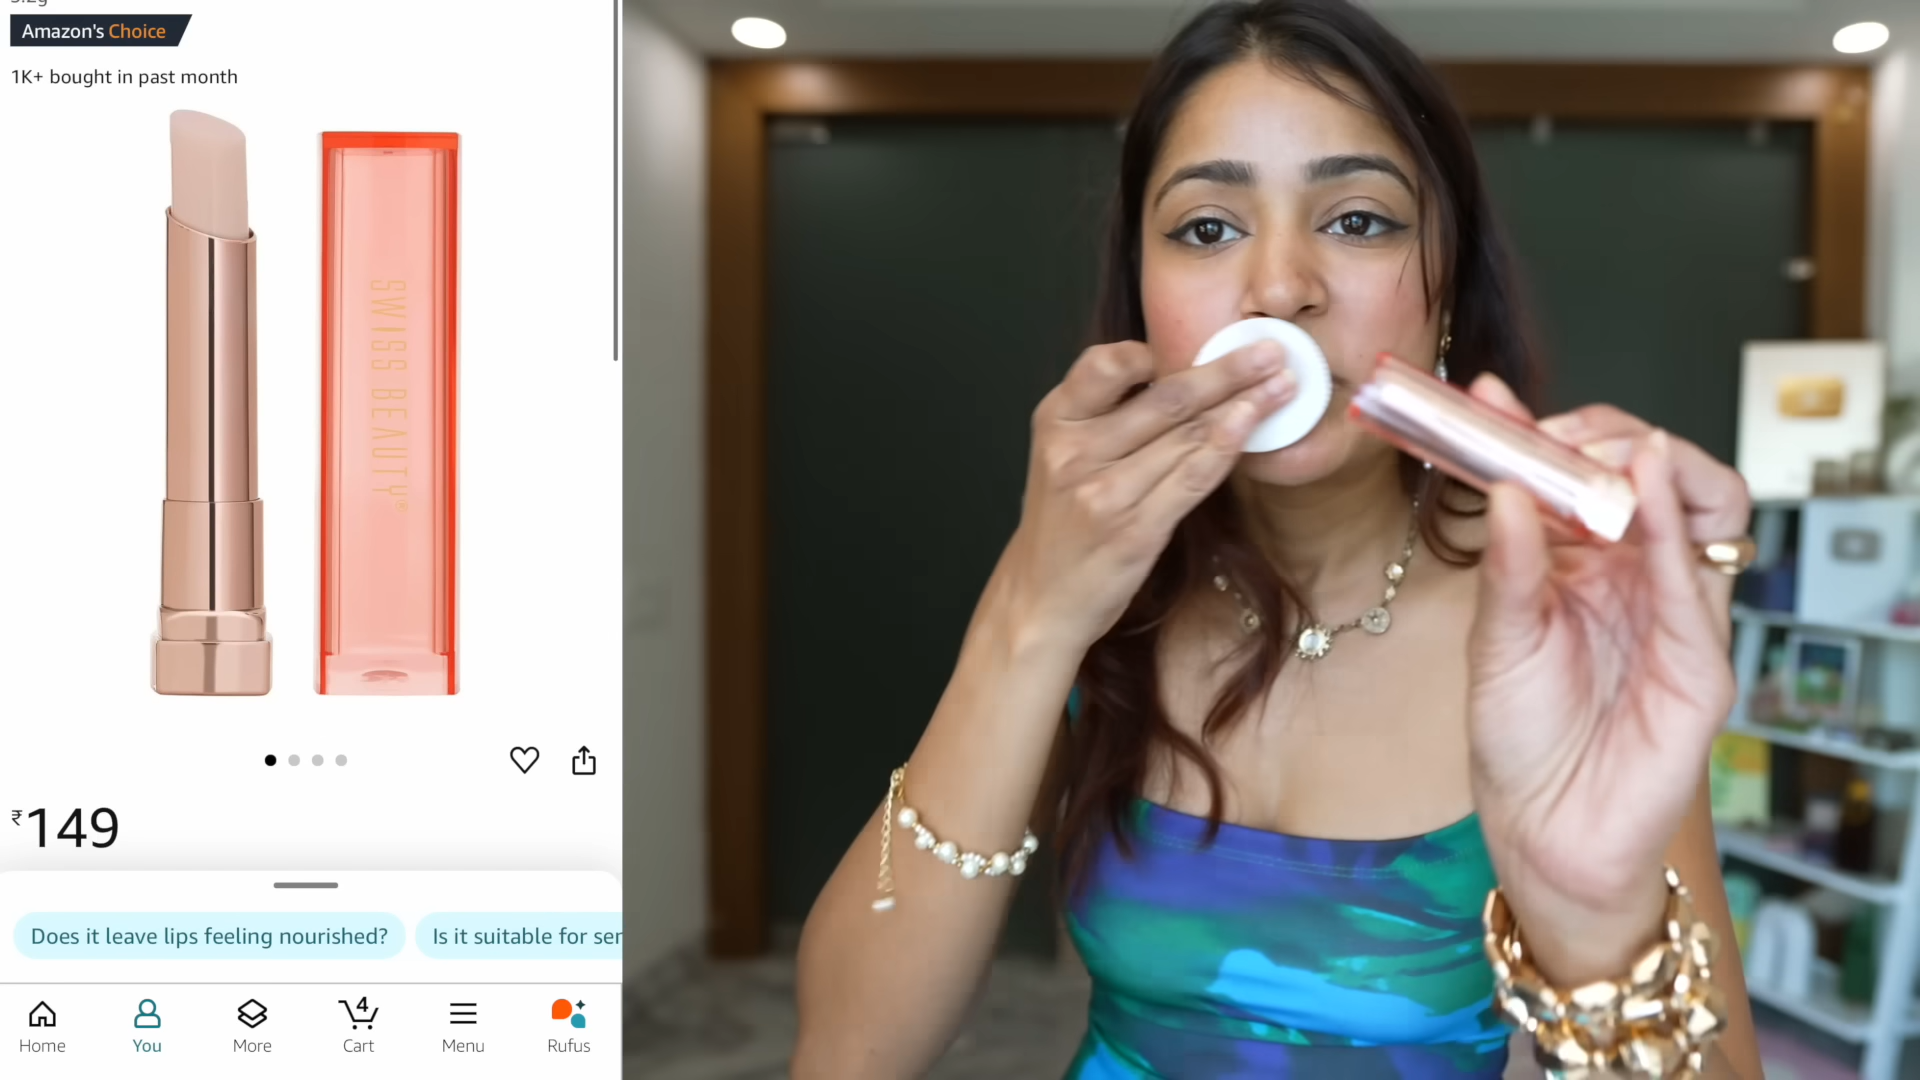 Amazon's Choice
1K+ bought in past month
SWISS BEAUTY
₹149
Does it leave lips feeling nourished?
Is it suitable for ser
Home
You
More
4
Cart
Menu
Rufus